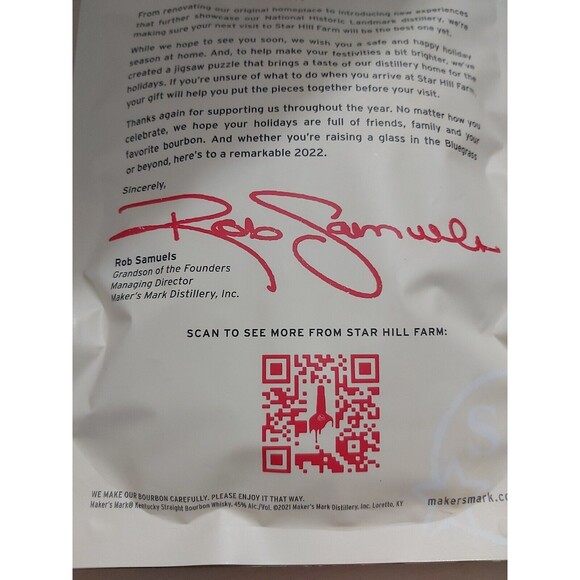 From renovating our original homeplace to introducing new experiences
that further showcase our National Historic Landmark distillery, we're
making sure your next visit to Star Hill Farm will be the best one yet.
While we hope to see you soon, we wish you a safe and happy holiday
season at home. And, to help make your festivities a bit brighter, we've
created a jigsaw puzzle that brings a taste of our distillery home for the
holidays. If you're unsure of what to do when you arrive at Star Hill Farm
your gift will help you put the pieces together before your visit.
Thanks again for supporting us throughout the year. No matter how you
celebrate, we hope your holidays are full of friends, family and your
favorite bourbon. And whether you're raising a glass in the Bluegrass
or beyond, here's to a remarkable 2022.
Sincerely,
Rob Samuels
Rob Samuels
Grandson of the Founders
Managing Director
Maker's Mark Distillery, Inc.
SCAN TO SEE MORE FROM STAR HILL FARM:
WE MAKE OUR BOURBON CAREFULLY. PLEASE ENJOY IT THAT WAY.
Maker's Mark® Kentucky Straight Bourbon Whisky, 45% Alc./Vol. ©2021 Maker's Mark Distillery, Inc. Loretto, KY
makersmark.co